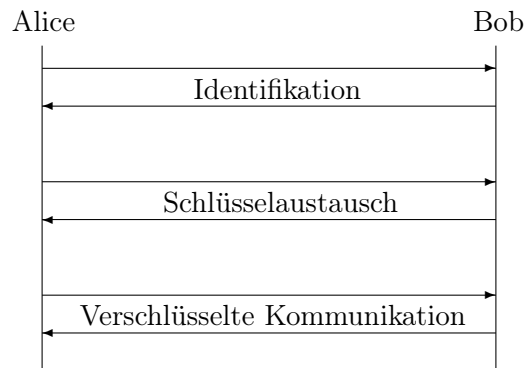 Alice Bob
Identifikation
Schlüsselaustausch
Verschlüsselte Kommunikation